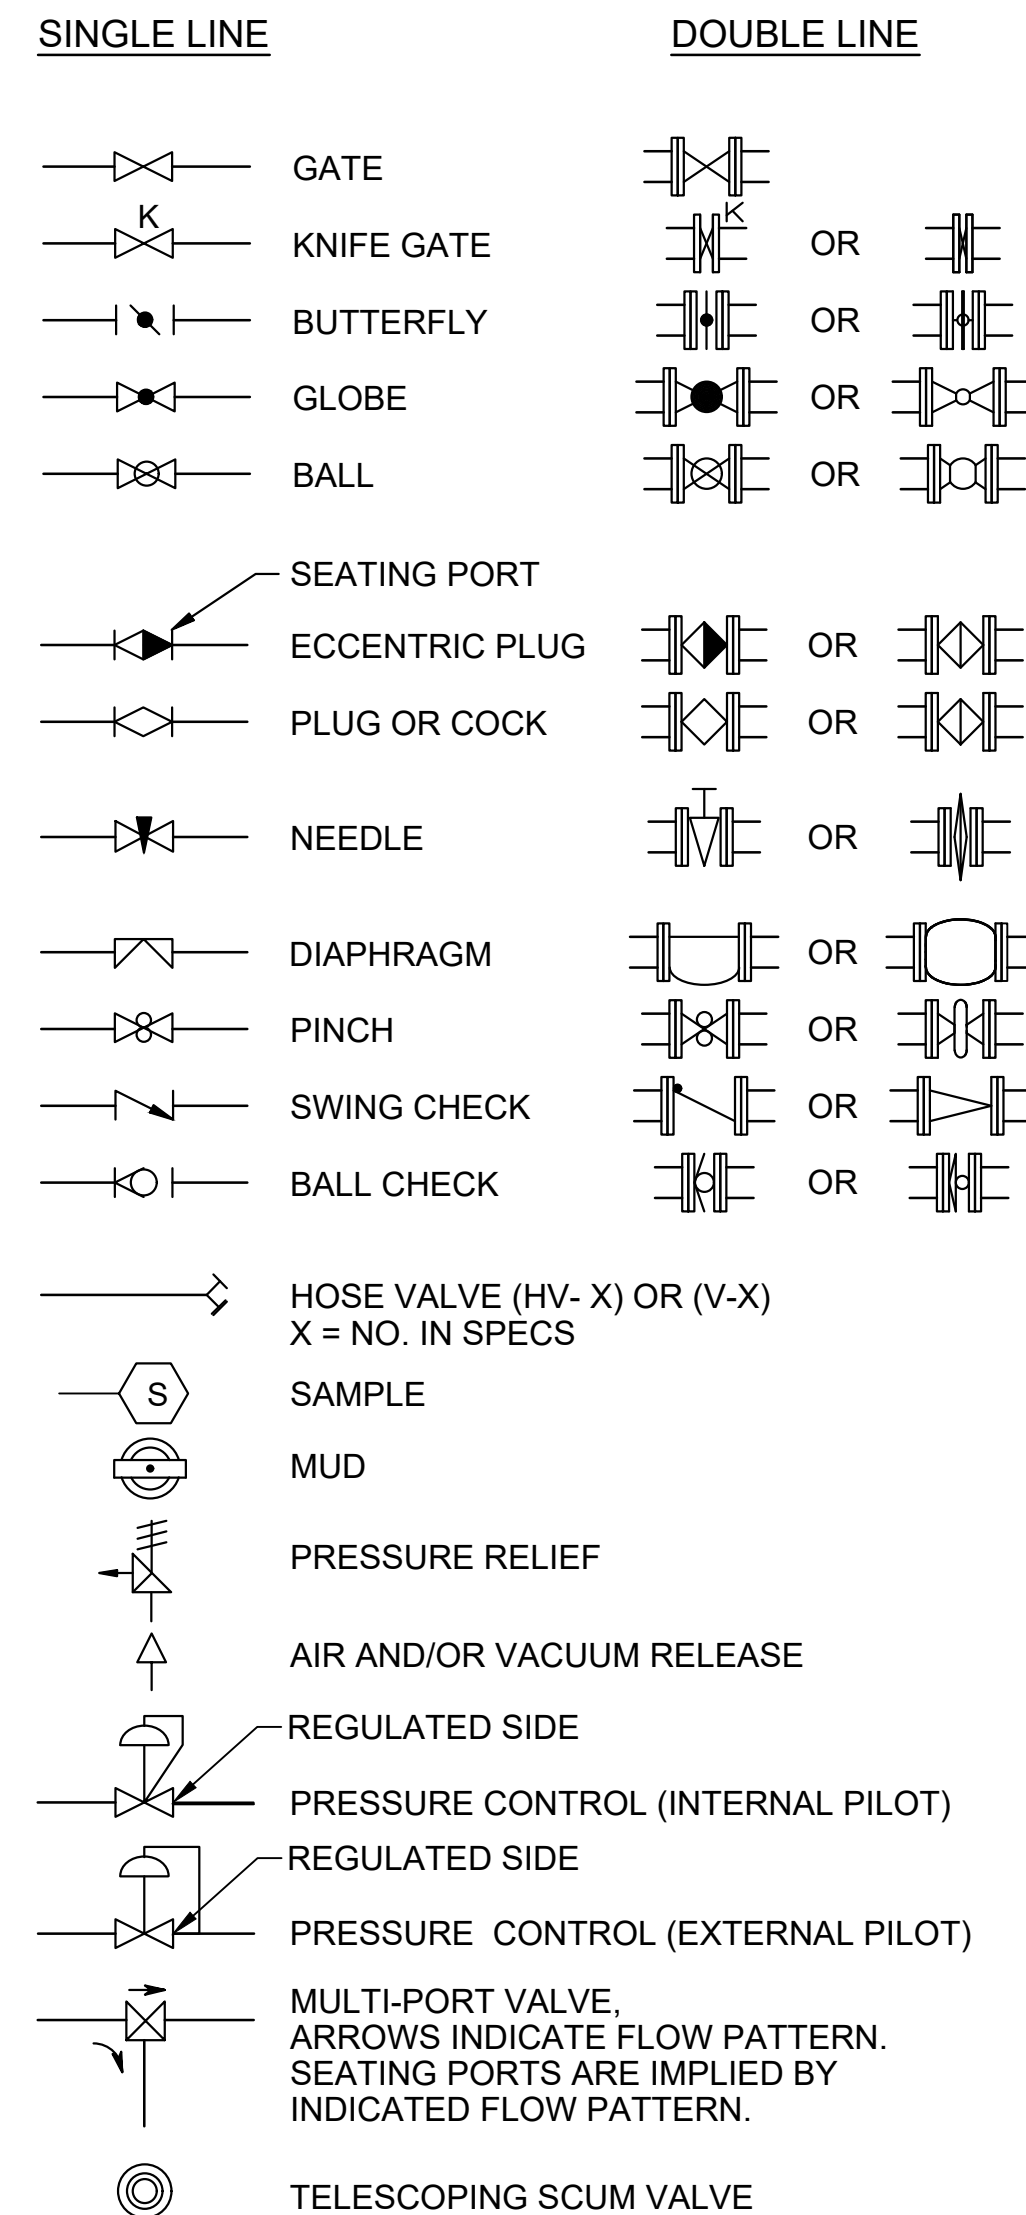 SINGLE LINE DOUBLE LINE
GATE
K KNIFE GATE K OR
BUTTERFLY OR
GLOBE OR
BALL OR
SEATING PORT
ECCENTRIC PLUG OR
PLUG OR COCK OR
NEEDLE OR
DIAPHRAGM OR
PINCH OR
SWING CHECK OR
BALL CHECK OR
HOSE VALVE (HV- X) OR (V-X)
X = NO. IN SPECS
S SAMPLE
MUD
PRESSURE RELIEF
AIR AND/OR VACUUM RELEASE
REGULATED SIDE
PRESSURE CONTROL (INTERNAL PILOT)
REGULATED SIDE
PRESSURE CONTROL (EXTERNAL PILOT)
MULTI-PORT VALVE,
ARROWS INDICATE FLOW PATTERN.
SEATING PORTS ARE IMPLIED BY
INDICATED FLOW PATTERN.
TELESCOPING SCUM VALVE